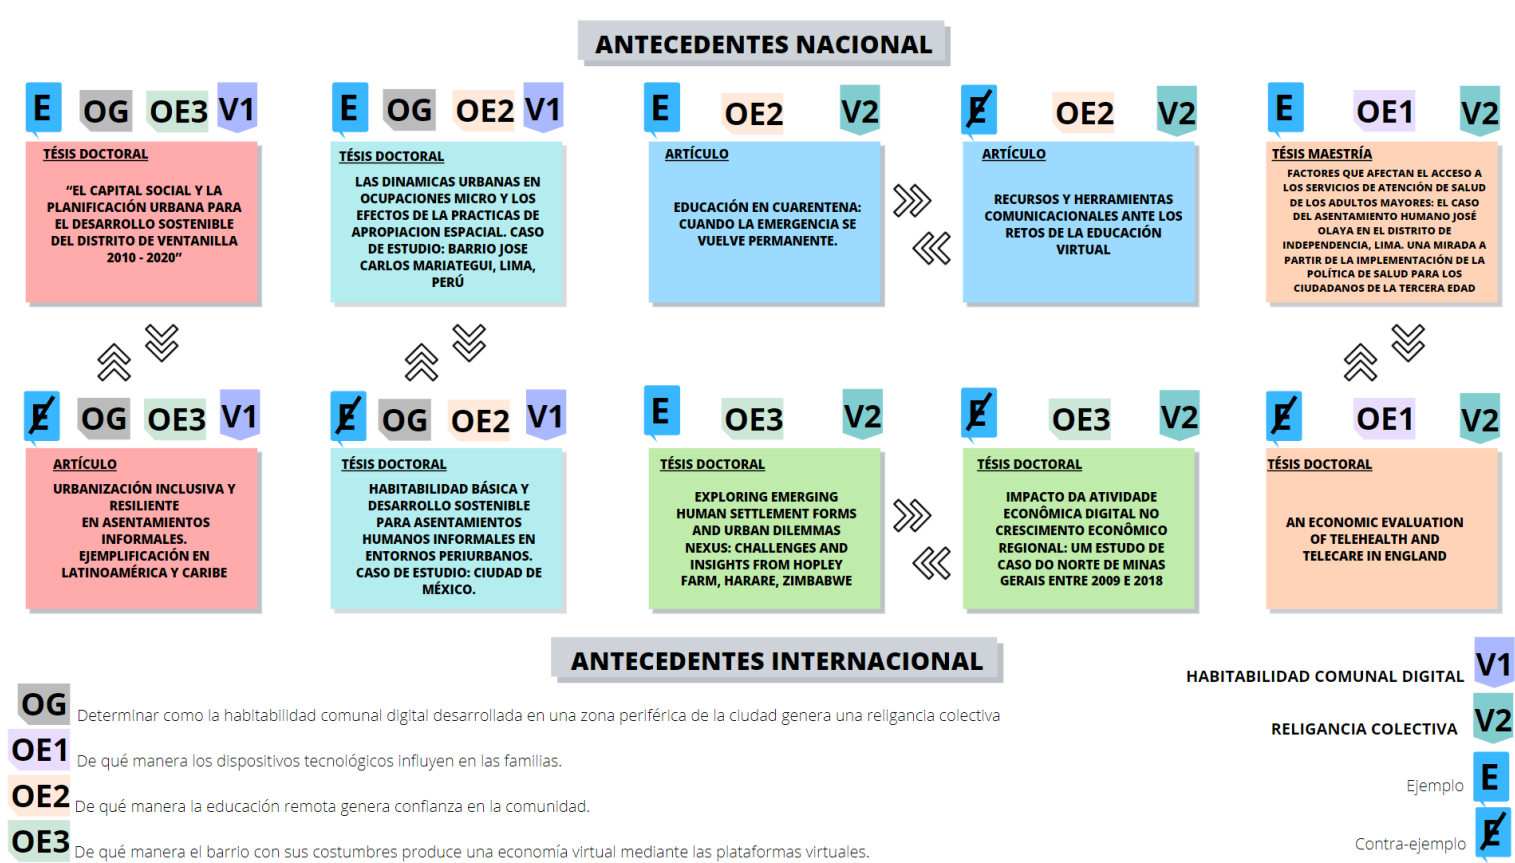 ANTECEDENTES NACIONAL
E OG OE3 V1
TÉSIS DOCTORAL
“EL CAPITAL SOCIAL Y LA
PLANIFICACIÓN URBANA PARA
EL DESARROLLO SOSTENIBLE
DEL DISTRITO DE VENTANILLA
2010 - 2020”
E OG OE2 V1
TÉSIS DOCTORAL
LAS DINAMICAS URBANAS EN
OCUPACIONES MICRO Y LOS
EFECTOS DE LA PRACTICAS DE
APROPIACION ESPACIAL. CASO
DE ESTUDIO: BARRIO JOSE
CARLOS MARIATEGUI, LIMA,
PERÚ
E OE2 V2
ARTÍCULO
EDUCACIÓN EN CUARENTENA:
CUANDO LA EMERGENCIA SE
VUELVE PERMANENTE.
E OE2 V2
ARTÍCULO
RECURSOS Y HERRAMIENTAS
COMUNICACIONALES ANTE LOS
RETOS DE LA EDUCACIÓN
VIRTUAL
E OE1 V2
TÉSIS MAESTRÍA
FACTORES QUE AFECTAN EL ACCESO A
LOS SERVICIOS DE ATENCIÓN DE SALUD
DE LOS ADULTOS MAYORES: EL CASO
DEL ASENTAMIENTO HUMANO JOSÉ
OLAYA EN EL DISTRITO DE
INDEPENDENCIA, LIMA. UNA MIRADA A
PARTIR DE LA IMPLEMENTACIÓN DE LA
POLÍTICA DE SALUD PARA LOS
CIUDADANOS DE LA TERCERA EDAD
E OG OE3 V1
ARTÍCULO
URBANIZACIÓN INCLUSIVA Y
RESILIENTE
EN ASENTAMIENTOS
INFORMALES.
EJEMPLIFICACIÓN EN
LATINOAMÉRICA Y CARIBE
E OG OE2 V1
TÉSIS DOCTORAL
HABITABILIDAD BÁSICA Y
DESARROLLO SOSTENIBLE
PARA ASENTAMIENTOS
HUMANOS INFORMALES EN
ENTORNOS PERIURBANOS.
CASO DE ESTUDIO: CIUDAD DE
MÉXICO.
E OE3 V2
TÉSIS DOCTORAL
EXPLORING EMERGING
HUMAN SETTLEMENT FORMS
AND URBAN DILEMMAS
NEXUS: CHALLENGES AND
INSIGHTS FROM HOPLEY
FARM, HARARE, ZIMBABWE
E OE3 V2
TÉSIS DOCTORAL
IMPACTO DA ATIVIDADE
ECONÔMICA DIGITAL NO
CRESCIMENTO ECONÔMICO
REGIONAL: UM ESTUDO DE
CASO DO NORTE DE MINAS
GERAIS ENTRE 2009 E 2018
E OE1 V2
TÉSIS DOCTORAL
AN ECONOMIC EVALUATION
OF TELEHEALTH AND
TELECARE IN ENGLAND
ANTECEDENTES INTERNACIONAL
OG Determinar como la habitabilidad comunal digital desarrollada en una zona periférica de la ciudad genera una religancia colectiva
OE1 De qué manera los dispositivos tecnológicos influyen en las familias.
OE2 De qué manera la educación remota genera confianza en la comunidad.
OE3 De qué manera el barrio con sus costumbres produce una economía virtual mediante las plataformas virtuales.
HABITABILIDAD COMUNAL DIGITAL V1
RELIGANCIA COLECTIVA V2
Ejemplo E
Contra-ejemplo E